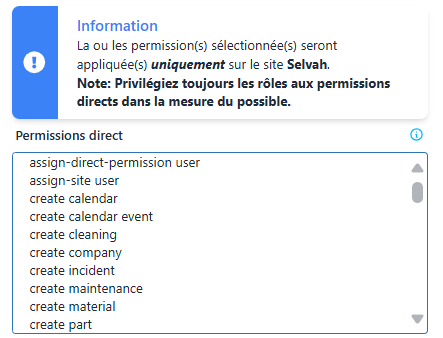 Information
La ou les permission(s) sélectionnée(s) seront
appliquée(s) uniquement sur le site Selvah.
Note: Privilégiez toujours les rôles aux permissions
directs dans la mesure du possible.
Permissions direct
assign-direct-permission user
assign-site user
create calendar
create calendar event
create cleaning
create company
create incident
create maintenance
create material
create part